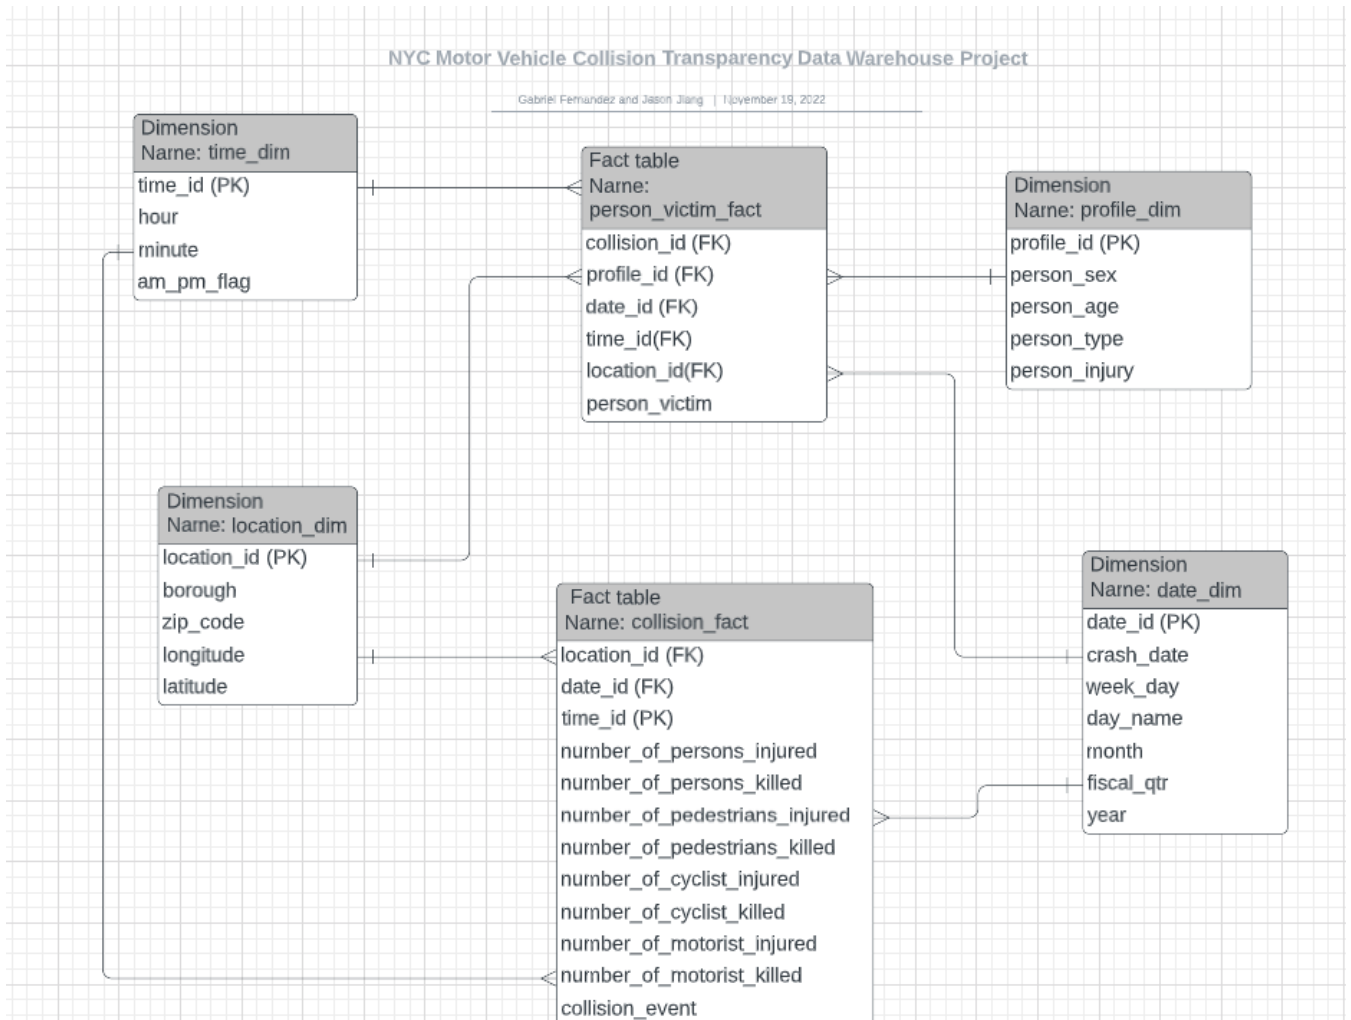 NYC Motor Vehicle Collision Transparency Data Warehouse Project
Gabriel Fernandez and Jason Jiang | November 19, 2022
Dimension
Name: time_dim
time_id (PK)
hour
minute
am_pm_flag
Fact table
Name:
person_victim_fact
collision_id (FK)
profile_id (FK)
date_id (FK)
time_id(FK)
location_id(FK)
person_victim
Dimension
Name: profile_dim
profile_id (PK)
person_sex
person_age
person_type
person_injury
Dimension
Name: location_dim
location_id (PK)
borough
zip_code
longitude
latitude
Fact table
Name: collision_fact
location_id (FK)
date_id (FK)
time_id (PK)
number_of_persons_injured
number_of_persons_killed
number_of_pedestrians_injured
number_of_pedestrians_killed
number_of_cyclist_injured
number_of_cyclist_killed
number_of_motorist_injured
number_of_motorist_killed
collision_event
Dimension
Name: date_dim
date_id (PK)
crash_date
week_day
day_name
month
fiscal_qtr
year